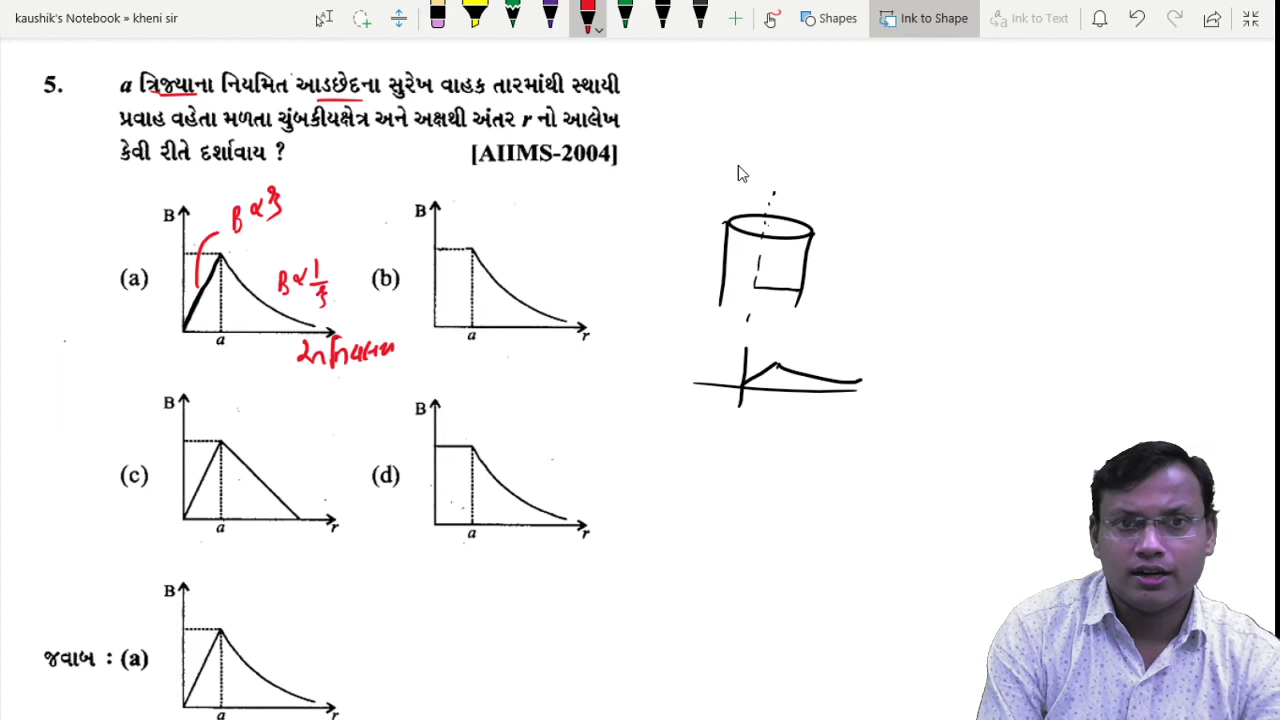 kaushik's Notebook » kheni sir
Shapes
Ink to Shape
Ink to Text
5. a ત્રિજ્યાના નિયમિત આડછેદના સુરેખ વાહક તારમાંથી સ્થાયી
પ્રવાહ વહેતા મળતા ચુંબકીયક્ષેત્ર અને અક્ષથી અંતર r નો આલેખ
કેવી રીતે દર્શાવાય ? [AIIMS-2004]
(a) B a
B ∝ r
B ∝ 1/r
(b) B a r
(c) B a r
(d) B a r
જવાબ : (a) B a r